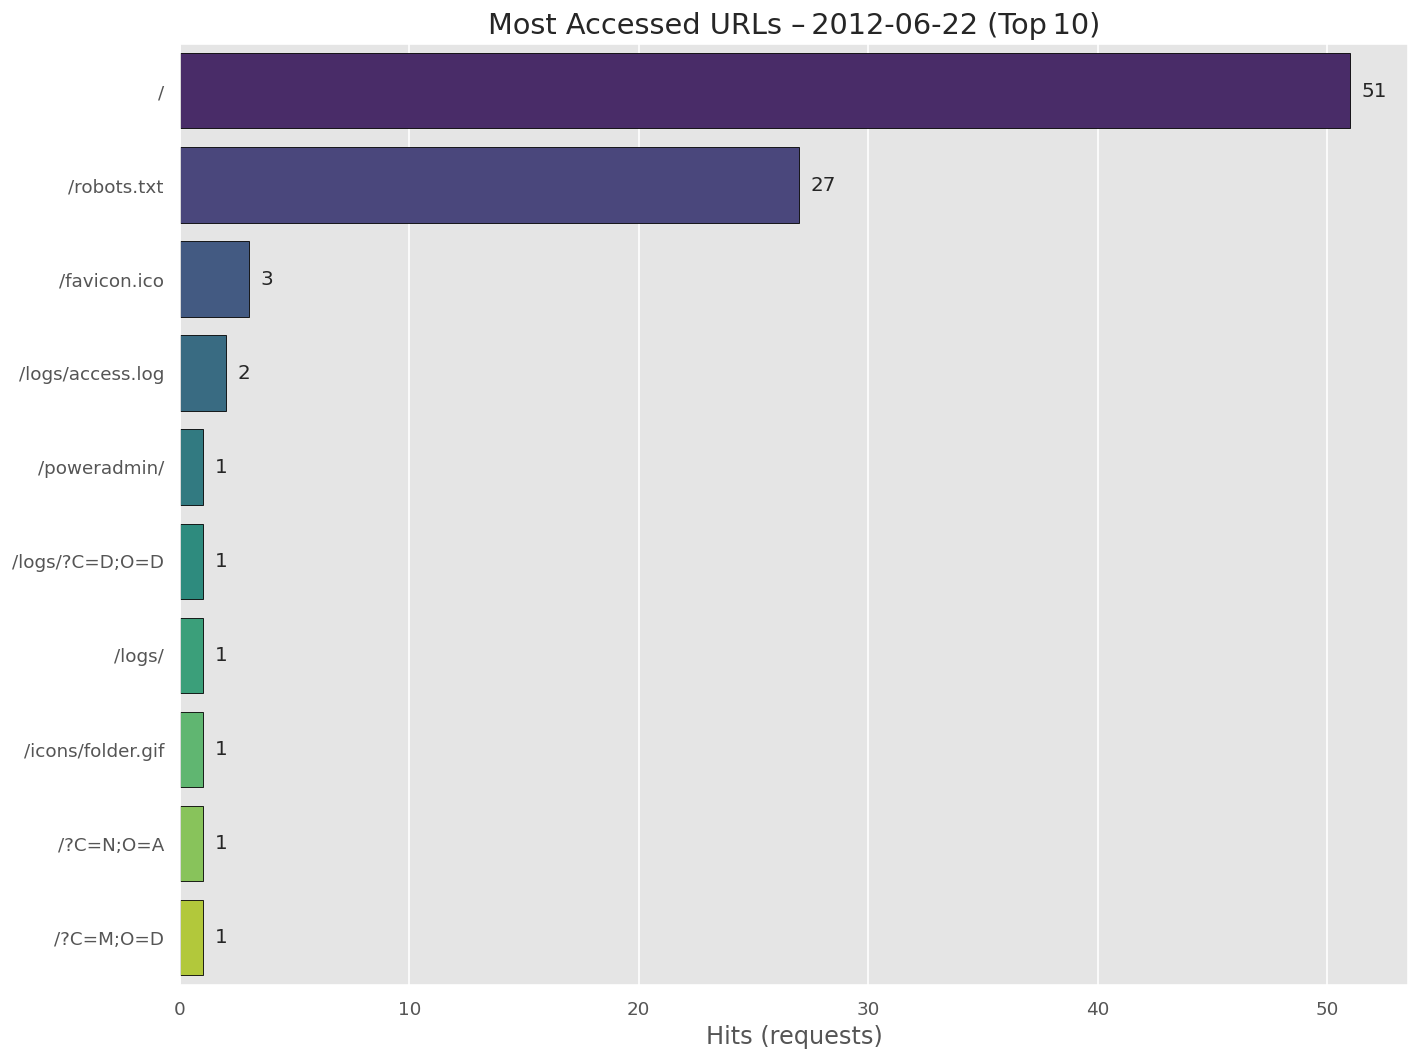 Most Accessed URLs – 2012-06-22 (Top 10)
/ 51
/robots.txt 27
/favicon.ico 3
/logs/access.log 2
/poweradmin/ 1
/logs/?C=D;O=D 1
/logs/ 1
/icons/folder.gif 1
/?C=N;O=A 1
/?C=M;O=D 1
0 10 20 30 40 50
Hits (requests)